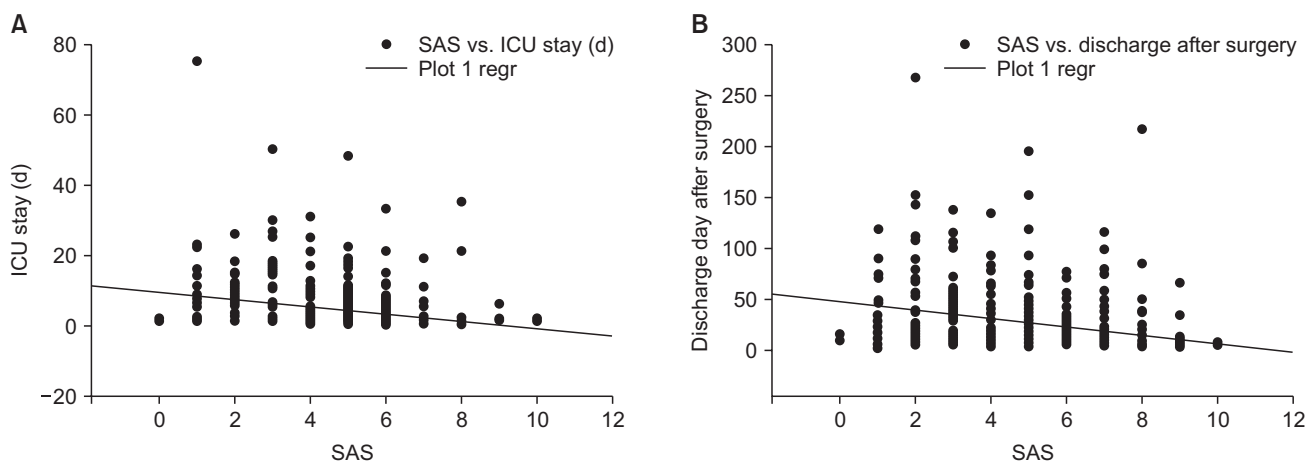 A
SAS vs. ICU stay (d)
Plot 1 regr
80
60
40
20
0
−20
ICU stay (d)
0 2 4 6 8 10 12
SAS
B
SAS vs. discharge after surgery
Plot 1 regr
300
250
200
150
100
50
0
Discharge day after surgery
0 2 4 6 8 10 12
SAS